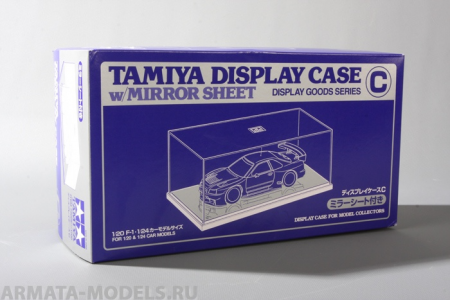 TAMIYA DISPLAY CASE
W/MIRROR SHEET
DISPLAY GOODS SERIES
C
ディスプレイケースC
ミラーシート付き
1:20 F-1・1:24カーモデルサイズ
FOR 1:20 & 1:24 CAR MODELS
DISPLAY CASE FOR MODEL COLLECTORS
ARMATA-MODELS.RU